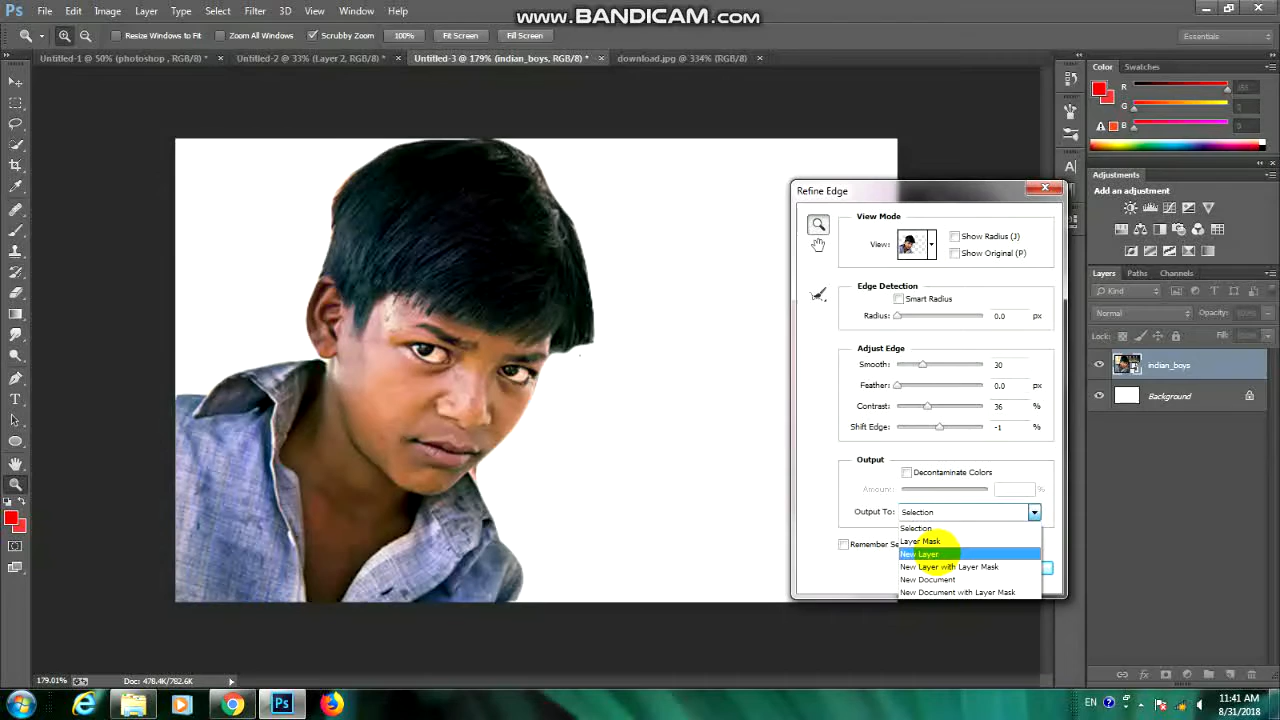 Ps File Edit Image Layer Type Select Filter 3D View Window Help
www.BANDICAM.com
Resize Windows to Fit Zoom All Windows Scrubby Zoom 100% Fit Screen Fill Screen Essentials
Untitled-1 @ 50% (photoshop , RGB/8) * × Untitled-2 @ 33% (Layer 2, RGB/8) * × Untitled-3 @ 179% (indian_boys, RGB/8) * × download.jpg @ 334% (RGB/8) ×
Color Swatches
R
G
B
Adjustments
Add an adjustment
Layers Paths Channels
Kind
Normal Opacity:
Lock: Fill:
indian_boys
Background
Refine Edge
View Mode
View: Show Radius (J)
Show Original (P)
Edge Detection
Smart Radius
Radius: 0.0 px
Adjust Edge
Smooth: 30
Feather: 0.0 px
Contrast: 36 %
Shift Edge: -1 %
Output
Decontaminate Colors
Amount: %
Output To: Selection
Selection
Layer Mask
Remember Se
New Layer
New Layer with Layer Mask
New Document
New Document with Layer Mask
179.01% Doc: 478.4K/782.6K
Ps
EN
11:41 AM
8/31/2018